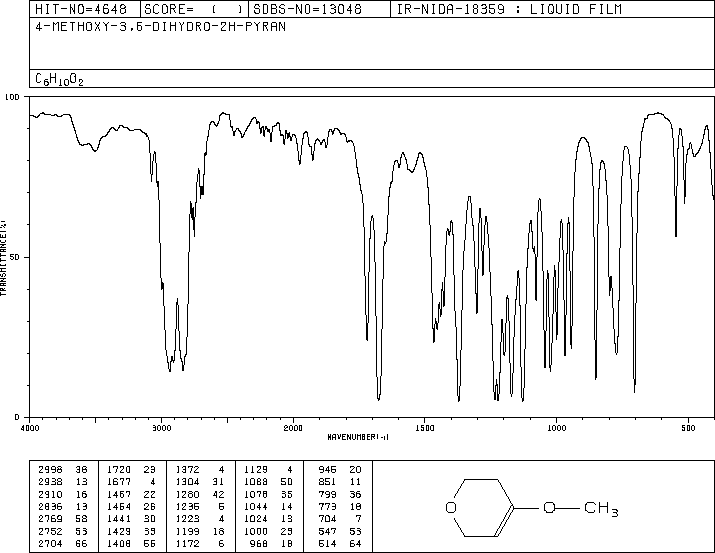 HIT-NO=4648 SCORE= ( ) SDBS-NO=13048 IR-NIDA-18359 : LIQUID FILM
4-METHOXY-3,6-DIHYDRO-2H-PYRAN
C6H10O2
100
50
0
TRANSMITTANCE(%)
4000 3000 2000 1500 1000 500
WAVENUMBER(-1)
2998 36 1720 23 1372 4 1129 4 945 20
2938 13 1677 4 1304 31 1088 50 851 11
2910 16 1467 22 1280 42 1078 35 799 36
2836 13 1454 26 1235 5 1044 14 773 18
2769 58 1441 30 1223 4 1024 13 704 7
2752 53 1429 33 1199 18 1000 23 547 53
2704 66 1408 55 1172 6 968 18 514 64
O O CH3